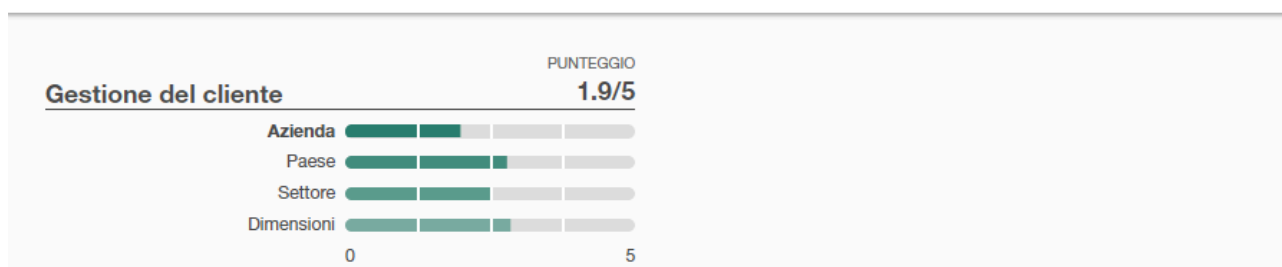 PUNTEGGIO
Gestione del cliente 1.9/5
Azienda
Paese
Settore
Dimensioni
0 5